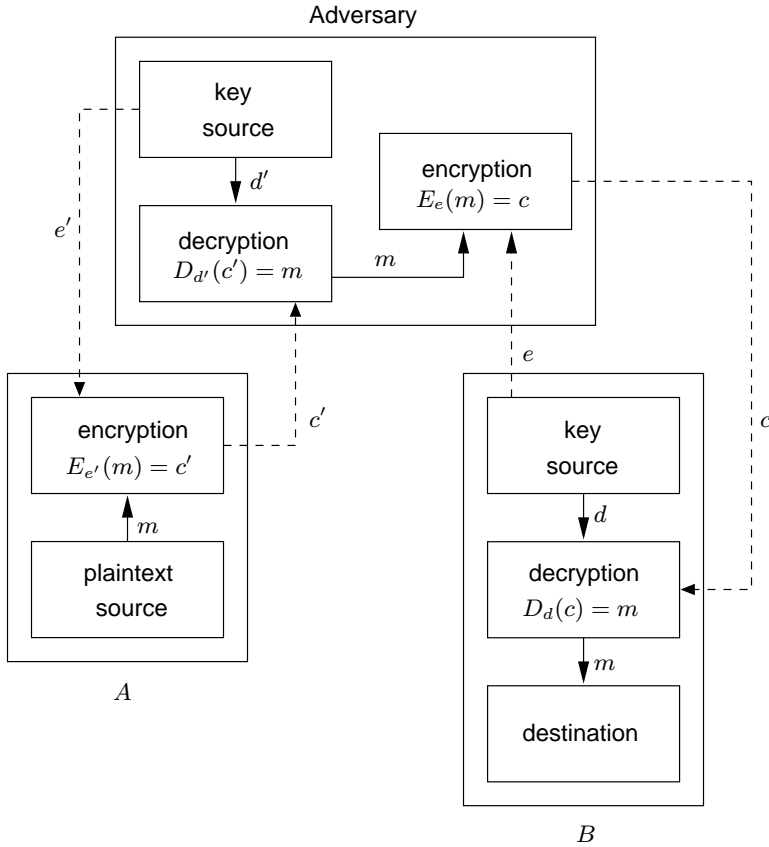 Adversary
key
source
d′
encryption
E_e(m) = c
e′
decryption
D_{d′}(c′) = m
m
e
c
c′
encryption
E_{e′}(m) = c′
m
plaintext
source
A
key
source
d
decryption
D_d(c) = m
m
destination
B